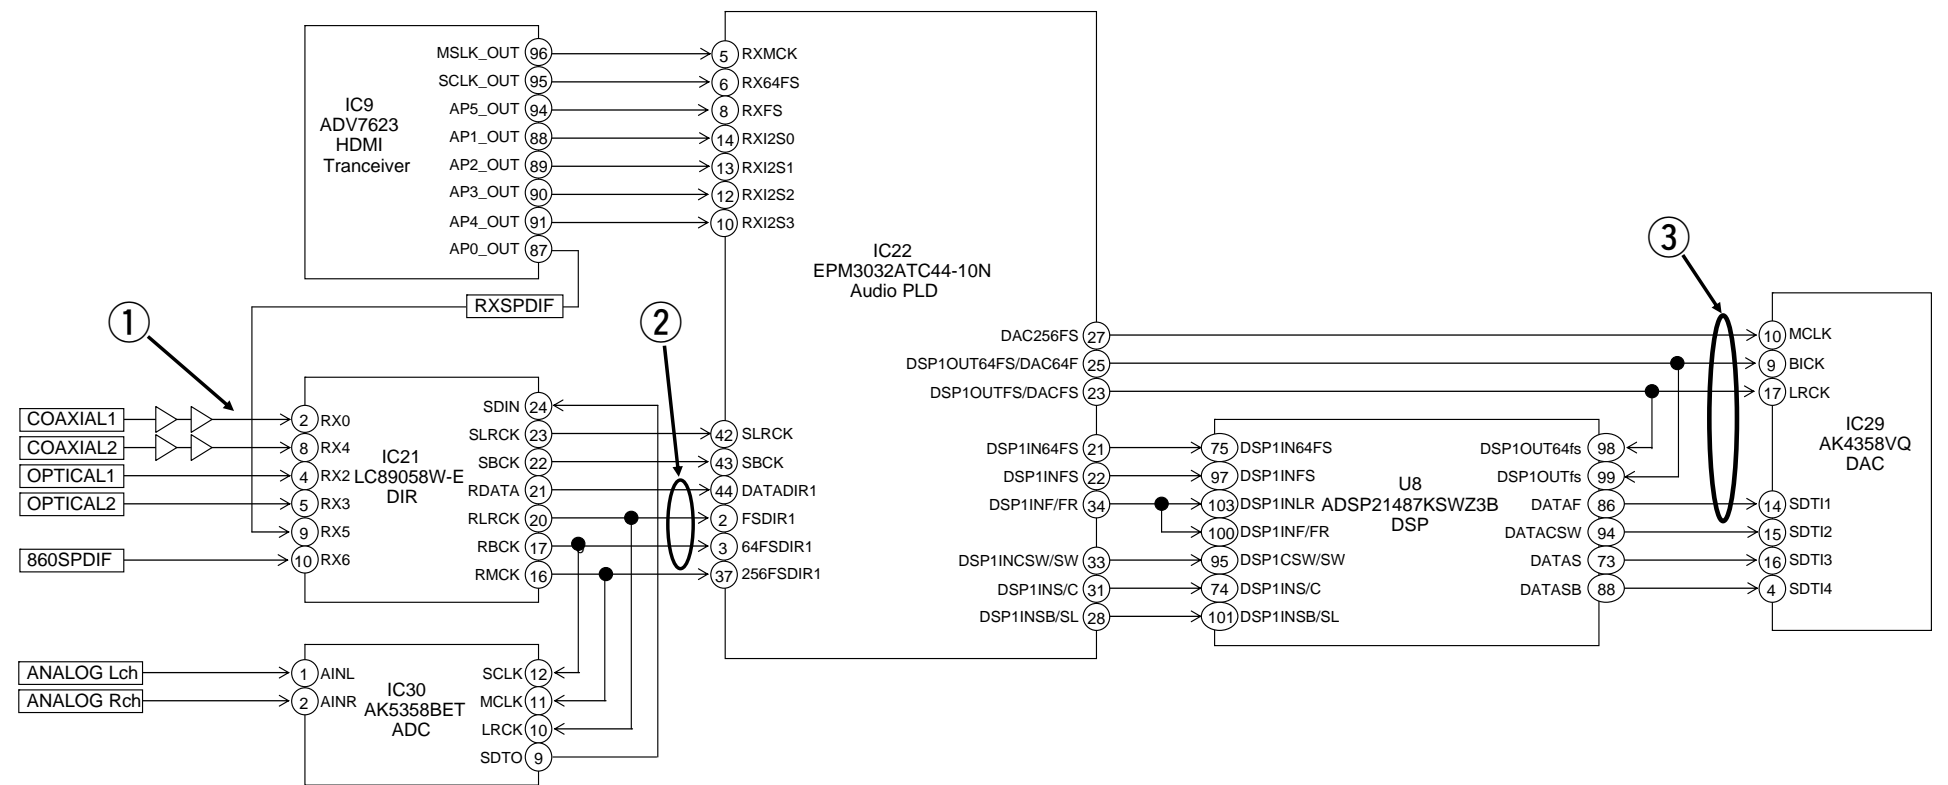 IC9
ADV7623
HDMI
Tranceiver
MSLK_OUT 96
SCLK_OUT 95
AP5_OUT 94
AP1_OUT 88
AP2_OUT 89
AP3_OUT 90
AP4_OUT 91
AP0_OUT 87
RXSPDIF
5 RXMCK
6 RX64FS
8 RXFS
14 RXI2S0
13 RXI2S1
12 RXI2S2
10 RXI2S3
IC22
EPM3032ATC44-10N
Audio PLD
1
2
3
COAXIAL1
COAXIAL2
OPTICAL1
OPTICAL2
860SPDIF
2 RX0
8 RX4
4 RX2
5 RX3
9 RX5
10 RX6
IC21
LC89058W-E
DIR
SDIN 24
SLRCK 23
SBCK 22
RDATA 21
RLRCK 20
RBCK 17
RMCK 16
42 SLRCK
43 SBCK
44 DATADIR1
2 FSDIR1
3 64FSDIR1
37 256FSDIR1
ANALOG Lch
ANALOG Rch
1 AINL
2 AINR
IC30
AK5358BET
ADC
SCLK 12
MCLK 11
LRCK 10
SDTO 9
DAC256FS 27
DSP1OUT64FS/DAC64F 25
DSP1OUTFS/DACFS 23
DSP1IN64FS 21
DSP1INFS 22
DSP1INF/FR 34
DSP1INCSW/SW 33
DSP1INS/C 31
DSP1INSB/SL 28
75 DSP1IN64FS
97 DSP1INFS
103 DSP1INLR
100 DSP1INF/FR
95 DSP1CSW/SW
74 DSP1INS/C
101 DSP1INSB/SL
U8
ADSP21487KSWZ3B
DSP
DSP1OUT64fs 98
DSP1OUTfs 99
DATAF 86
DATACSW 94
DATAS 73
DATASB 88
10 MCLK
9 BICK
17 LRCK
14 SDTI1
15 SDTI2
16 SDTI3
4 SDTI4
IC29
AK4358VQ
DAC